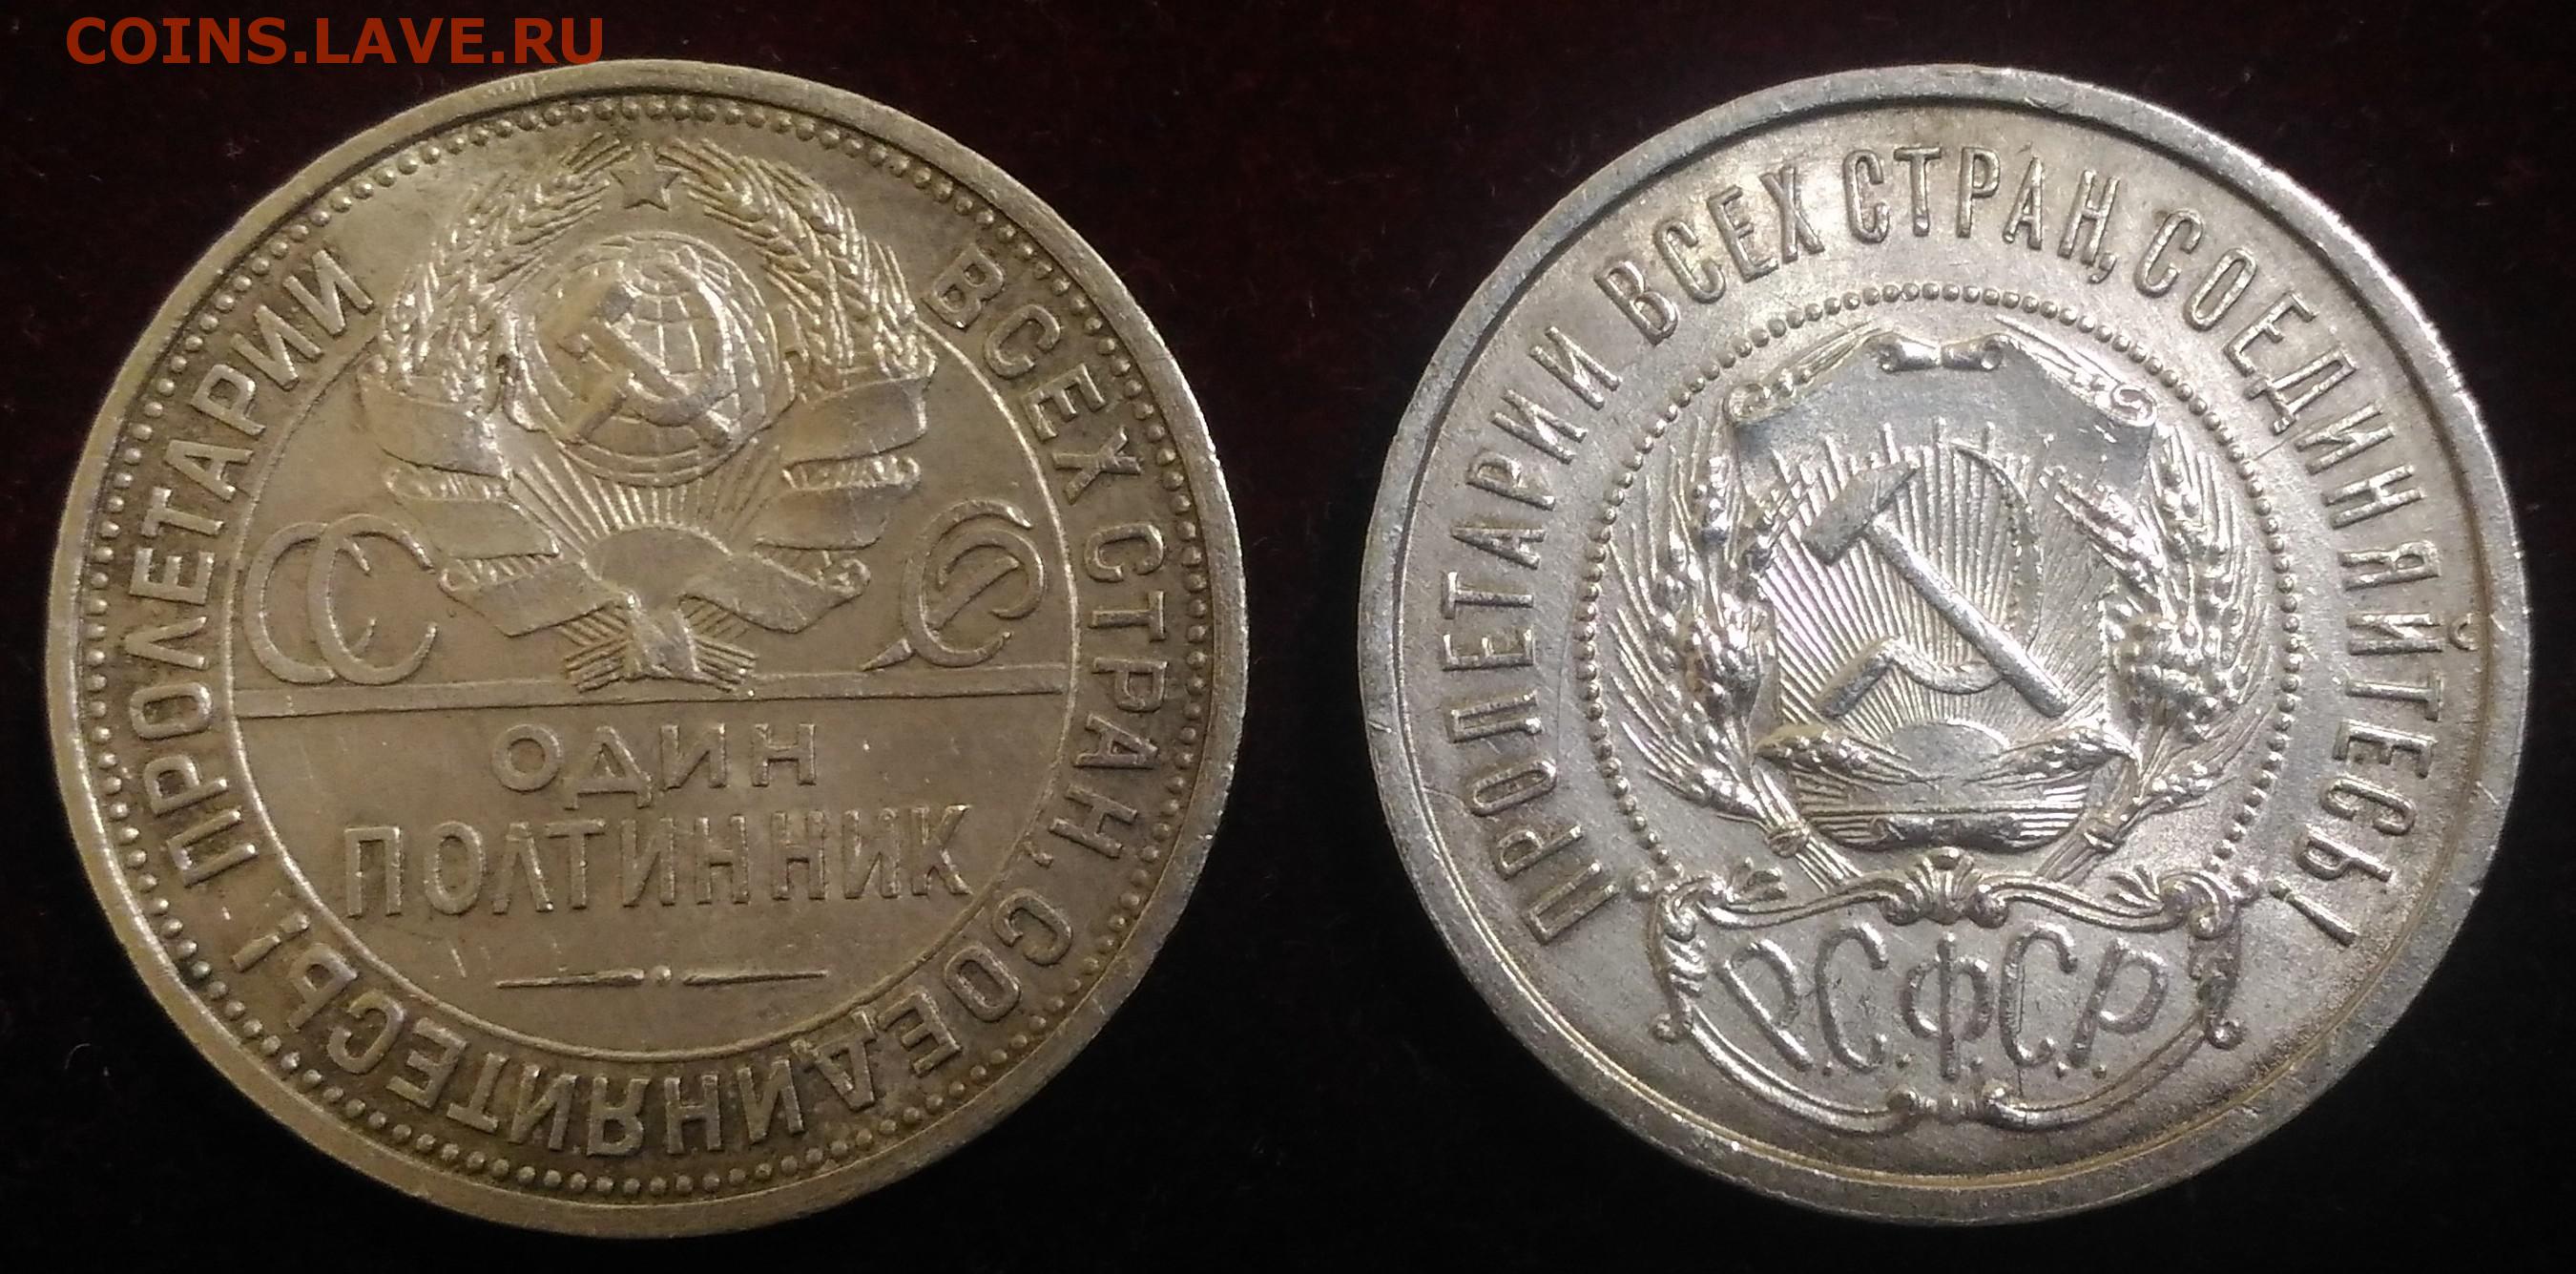 COINS.LAVE.RU
ПРОЛЕТАРИИ ВСЕХ СТРАН, СОЕДИНЯЙТЕСЬ!
СССР
ОДИН
ПОЛТИННИК
ПРОЛЕТАРИИ ВСЕХ СТРАН, СОЕДИНЯЙТЕСЬ!
Р.С.Ф.С.Р.